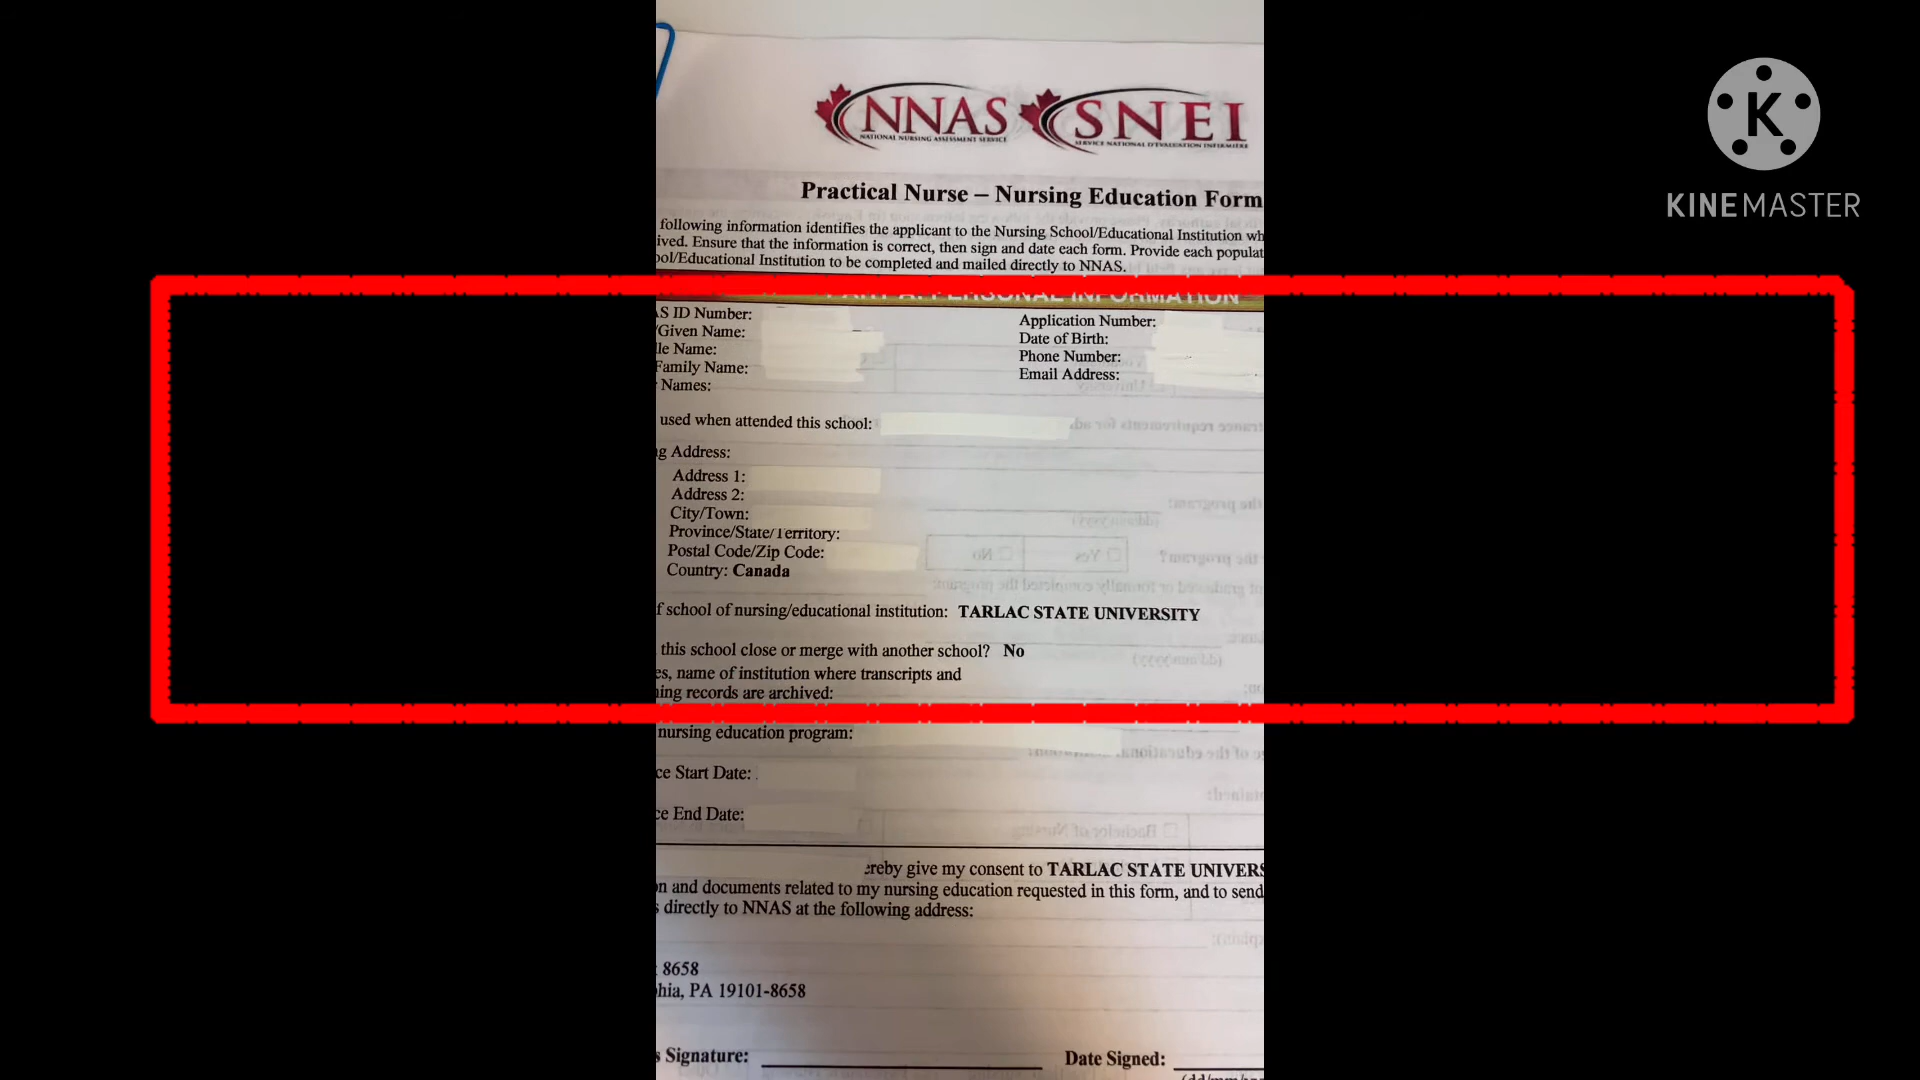 NNAS SNEI
NATIONAL NURSING ASSESSMENT SERVICE SERVICE NATIONAL D'EVALUATION INFIRMIÈRE
K
KINEMASTER
Practical Nurse – Nursing Education Form
following information identifies the applicant to the Nursing School/Educational Institution wh
ived. Ensure that the information is correct, then sign and date each form. Provide each populat
ool/Educational Institution to be completed and mailed directly to NNAS.
PERSONAL INFORMATION
S ID Number: Application Number:
/Given Name: Date of Birth:
le Name: Phone Number:
Family Name: Email Address:
Names:
used when attended this school:
g Address:
Address 1:
Address 2:
City/Town:
Province/State/Territory:
Postal Code/Zip Code:
Country: Canada
f school of nursing/educational institution: TARLAC STATE UNIVERSITY
this school close or merge with another school? No
es, name of institution where transcripts and
ning records are archived:
nursing education program:
ce Start Date:
ce End Date:
ereby give my consent to TARLAC STATE UNIVERS
n and documents related to my nursing education requested in this form, and to send
s directly to NNAS at the following address:
8658
hia, PA 19101-8658
s Signature: Date Signed: